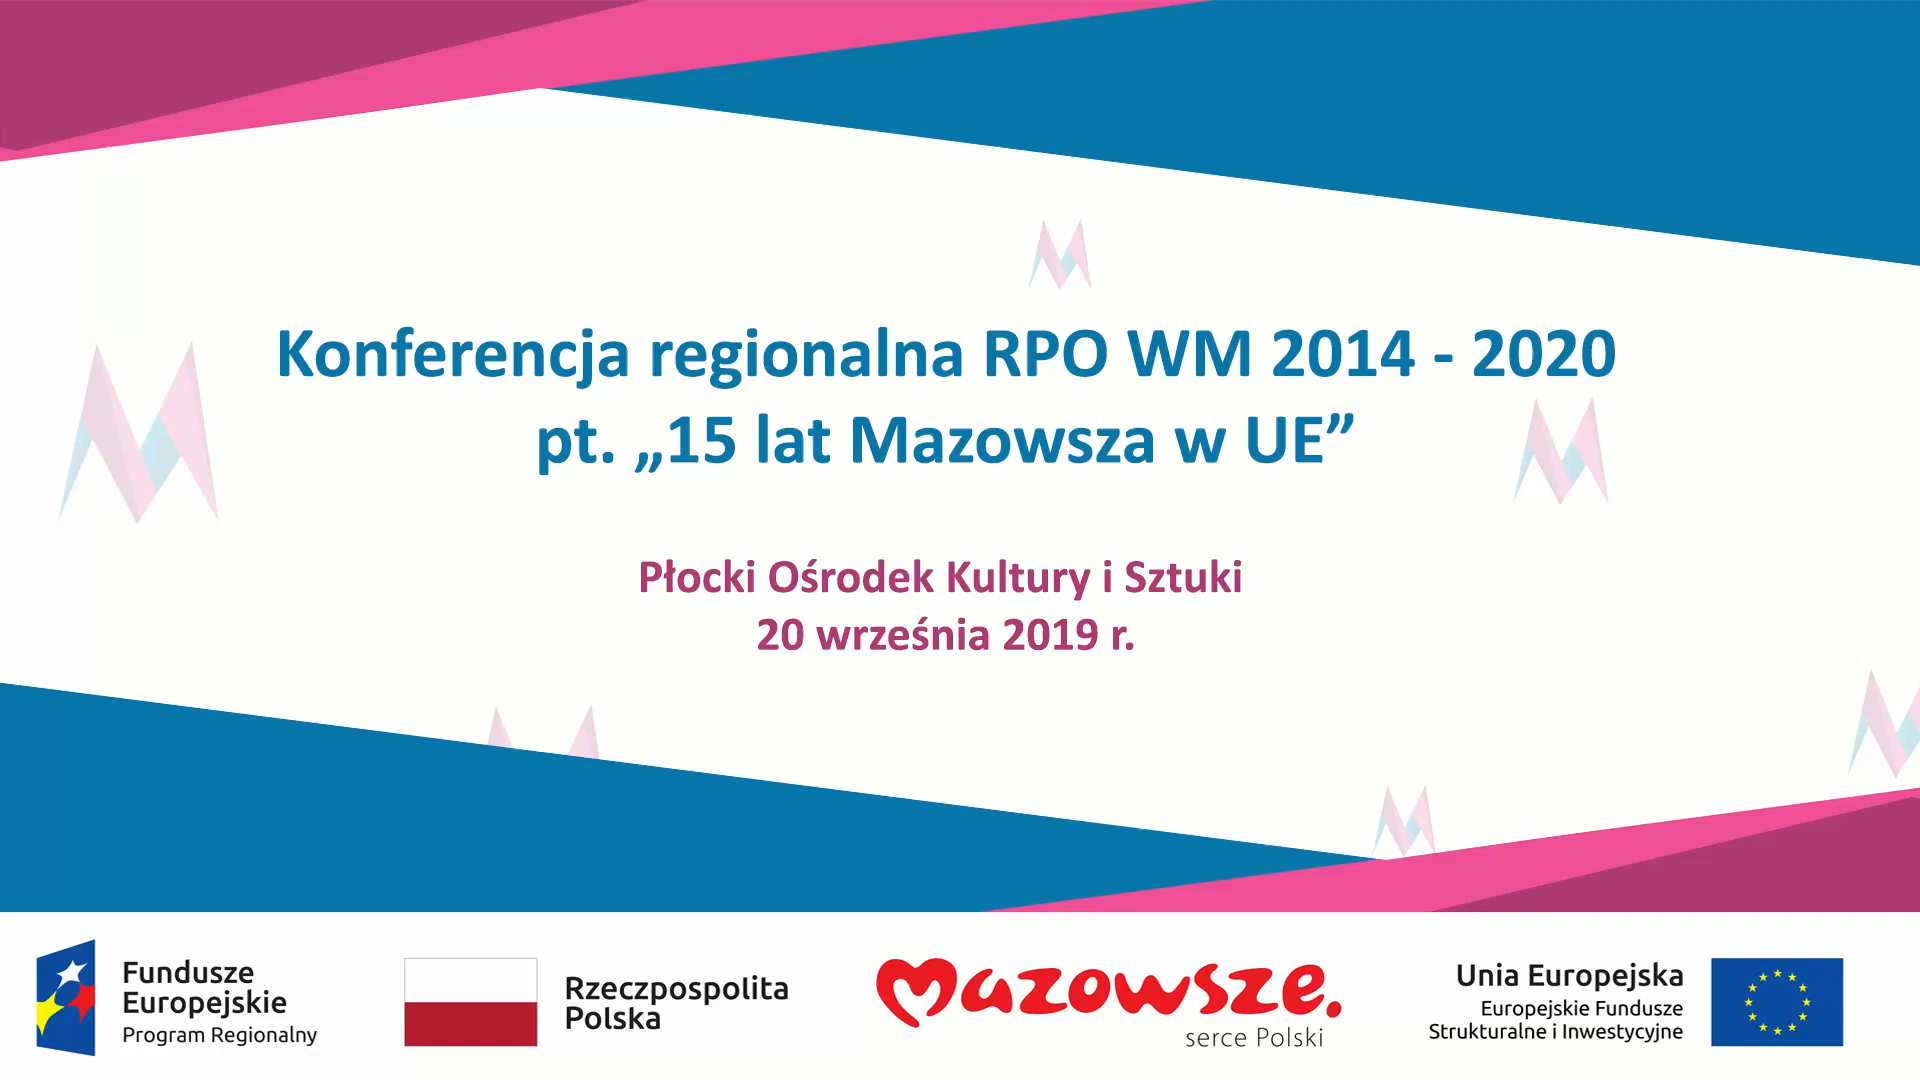 Konferencja regionalna RPO WM 2014 - 2020
pt. „15 lat Mazowsza w UE”
Płocki Ośrodek Kultury i Sztuki
20 września 2019 r.
Fundusze
Europejskie
Program Regionalny
Rzeczpospolita
Polska
Mazowsze.
serce Polski
Unia Europejska
Europejskie Fundusze
Strukturalne i Inwestycyjne